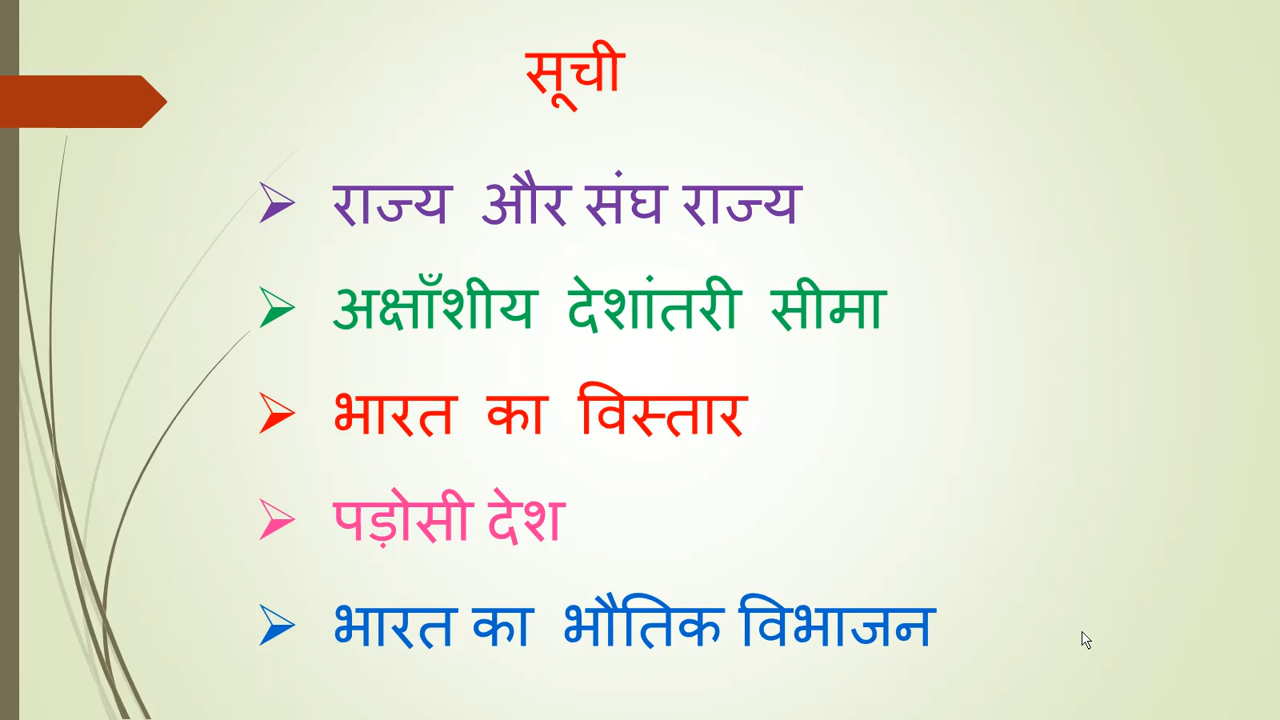 सूची
राज्य और संघ राज्य
अक्षाँशीय देशांतरी सीमा
भारत का विस्तार
पड़ोसी देश
भारत का भौतिक विभाजन